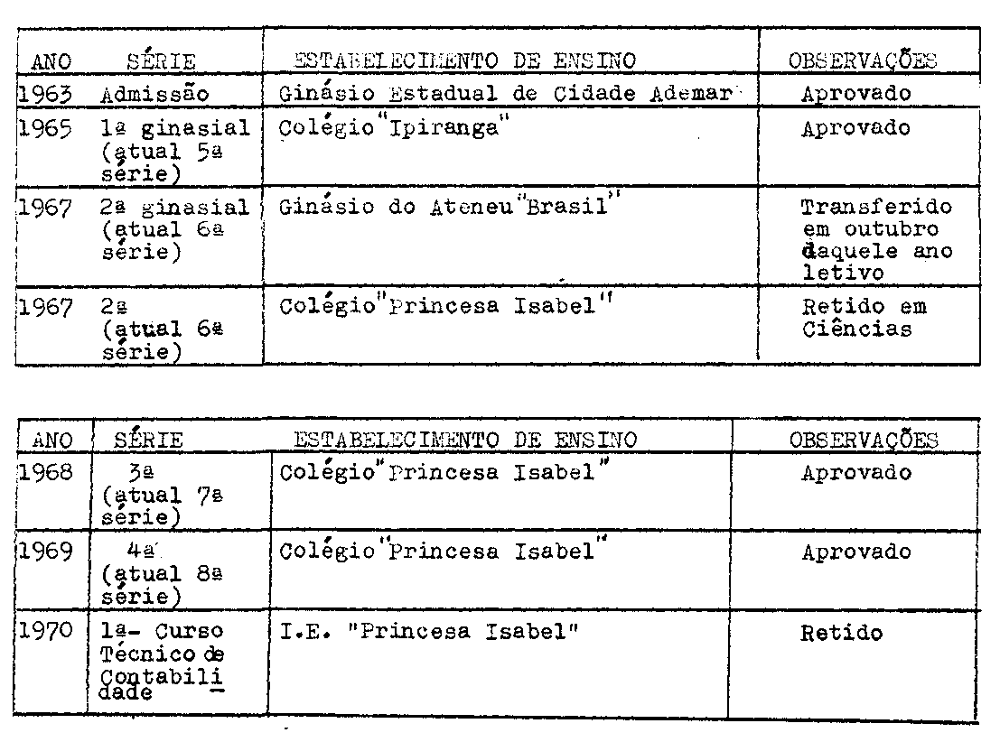 ANO SÉRIE ESTABELECIMENTO DE ENSINO OBSERVAÇÕES
1963 Admissão Ginásio Estadual de Cidade Ademar Aprovado
1965 1ª ginasial Colégio "Ipiranga" Aprovado
(atual 5ª
série)
1967 2ª ginasial Ginásio do Ateneu "Brasil" Transferido
(atual 6ª em outubro
série) daquele ano
letivo
1967 2ª Colégio "Princesa Isabel" Retido em
(atual 6ª Ciências
série)
ANO SÉRIE ESTABELECIMENTO DE ENSINO OBSERVAÇÕES
1968 3ª Colégio "Princesa Isabel" Aprovado
(atual 7ª
série)
1969 4ª Colégio "Princesa Isabel" Aprovado
(atual 8ª
série)
1970 1ª- Curso I.E. "Princesa Isabel" Retido
Técnico de
Contabili
dade